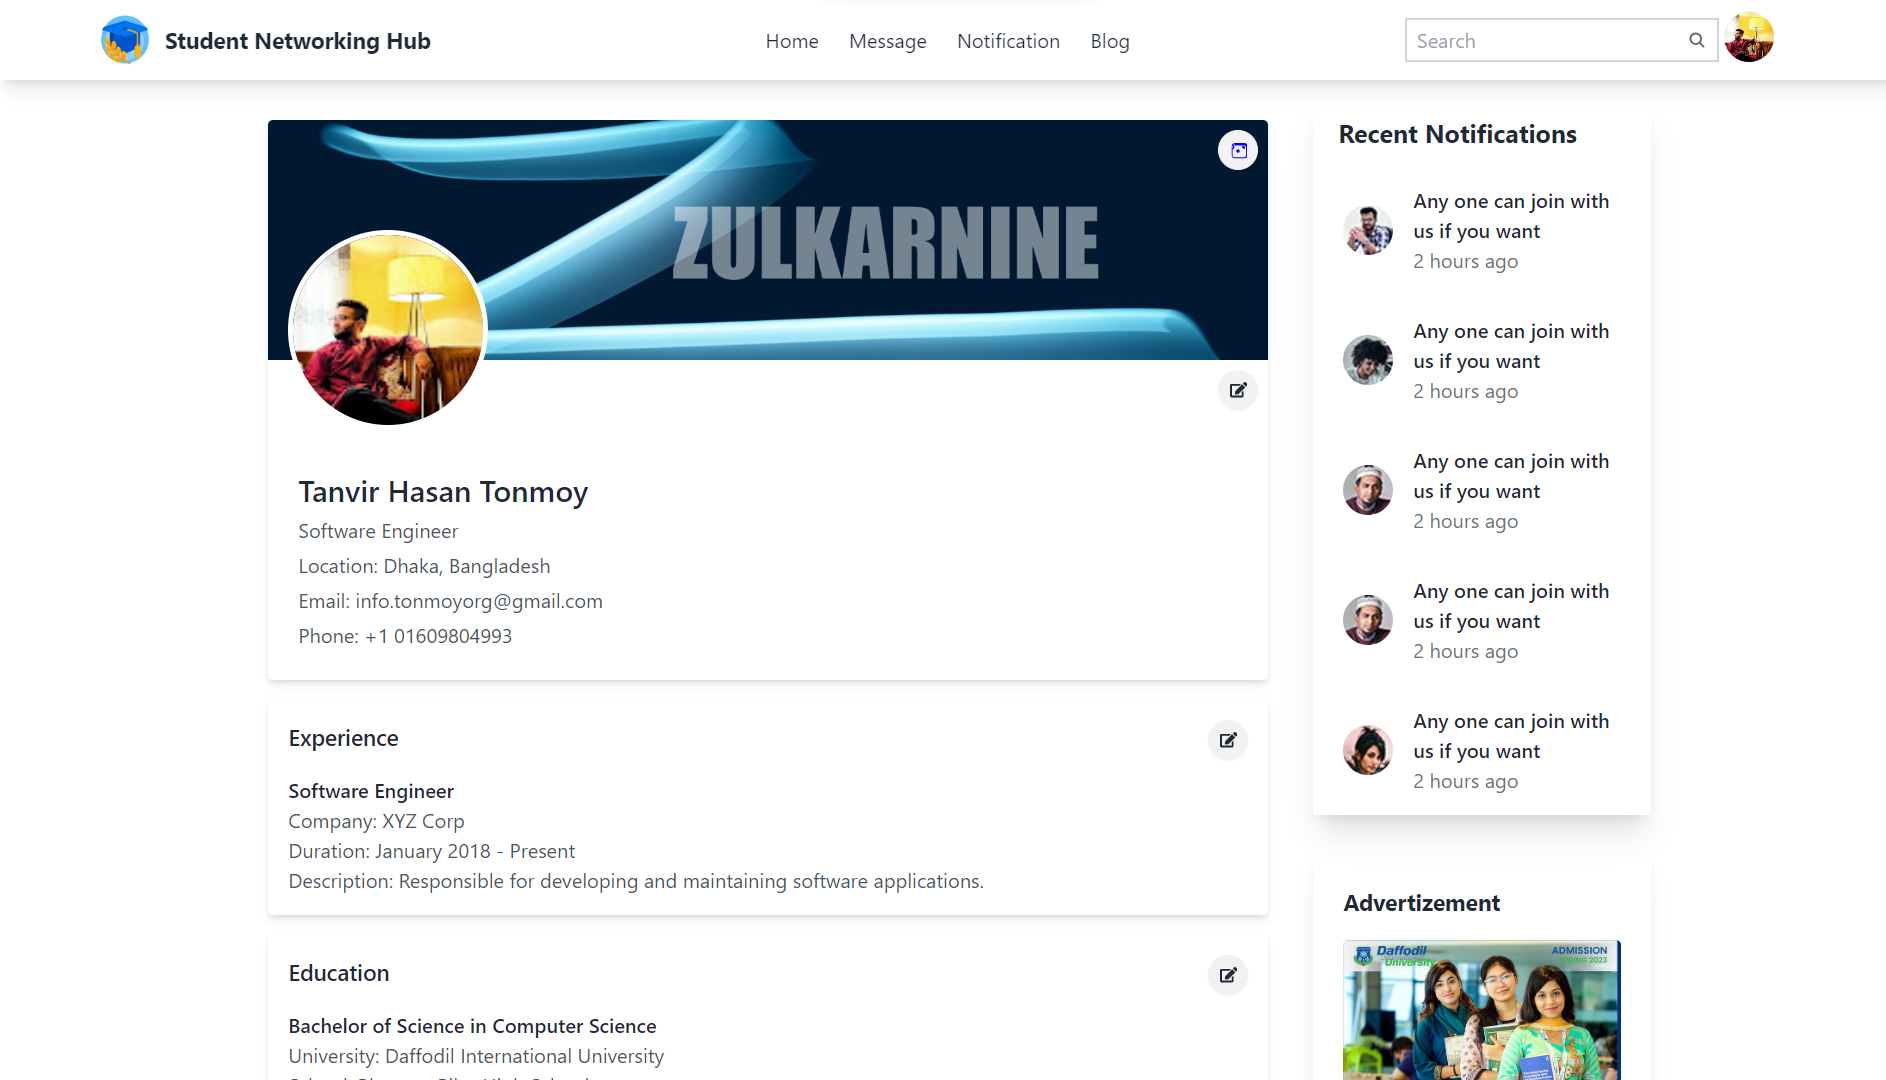 Student Networking Hub
Home
Message
Notification
Blog
Search
ZULKARNINE
Tanvir Hasan Tonmoy
Software Engineer
Location: Dhaka, Bangladesh
Email: info.tonmoyorg@gmail.com
Phone: +1 01609804993
Experience
Software Engineer
Company: XYZ Corp
Duration: January 2018 - Present
Description: Responsible for developing and maintaining software applications.
Education
Bachelor of Science in Computer Science
University: Daffodil International University
Recent Notifications
Any one can join with
us if you want
2 hours ago
Any one can join with
us if you want
2 hours ago
Any one can join with
us if you want
2 hours ago
Any one can join with
us if you want
2 hours ago
Any one can join with
us if you want
2 hours ago
Advertizement
Daffodil
University
ADMISSION
SPRING 2023